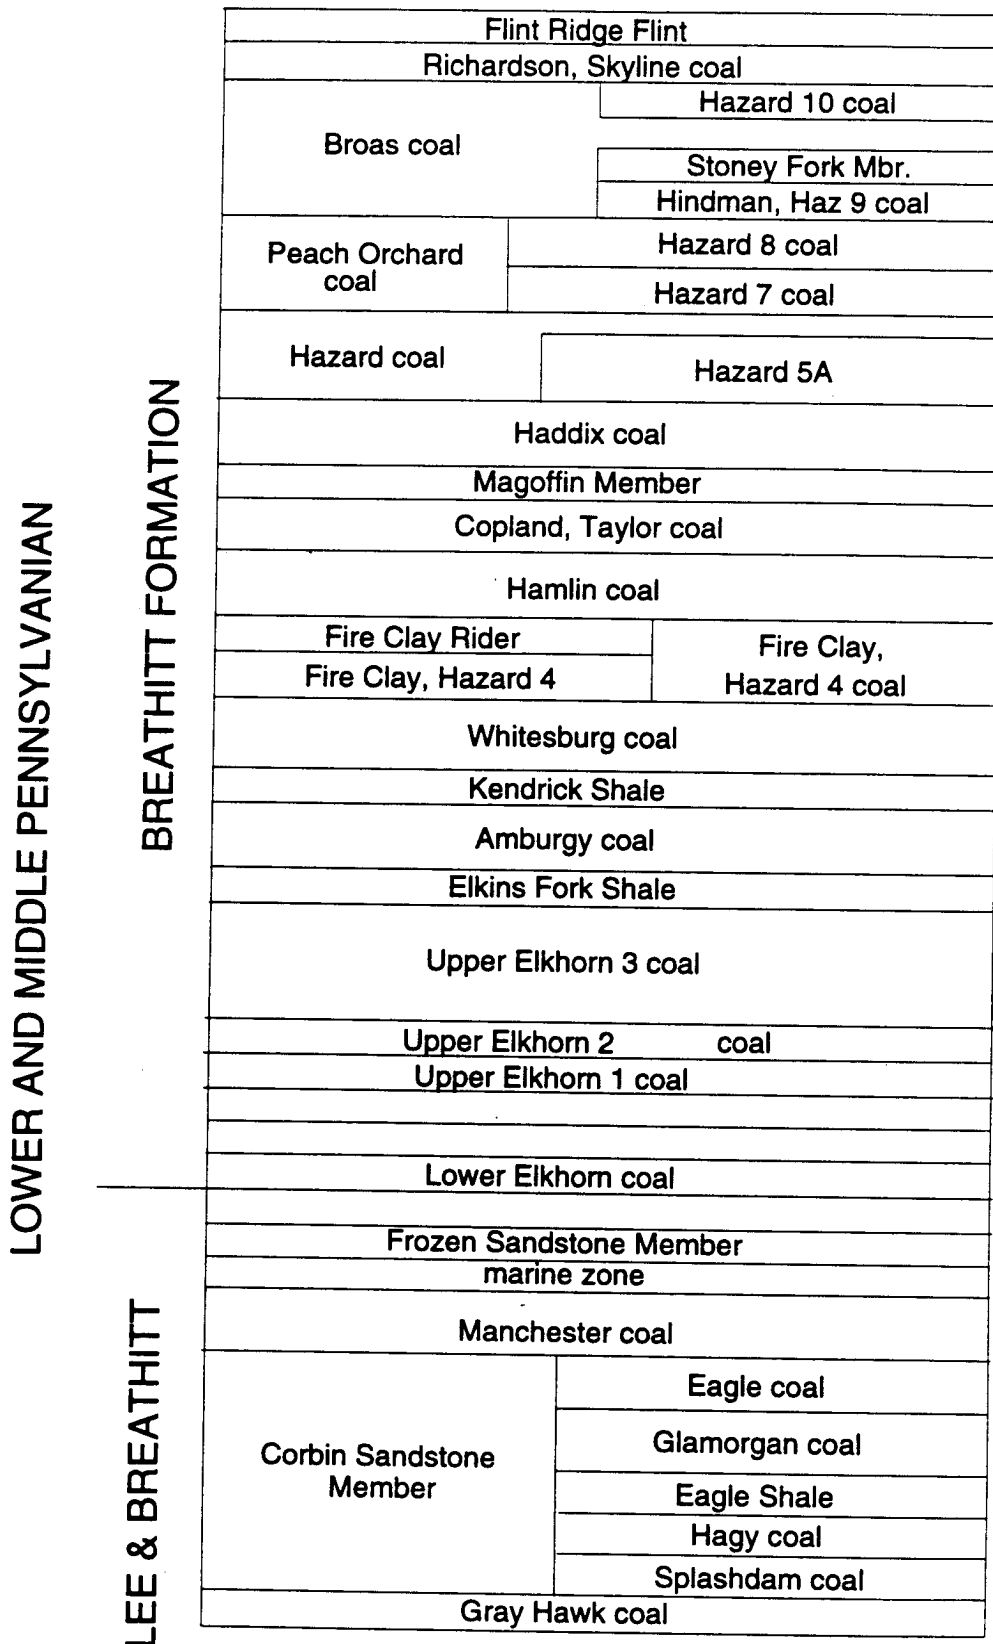 LOWER AND MIDDLE PENNSYLVANIAN
BREATHITT FORMATION
LEE & BREATHITT
Flint Ridge Flint
Richardson, Skyline coal
Broas coal
Hazard 10 coal
Stoney Fork Mbr.
Hindman, Haz 9 coal
Peach Orchard
coal
Hazard 8 coal
Hazard 7 coal
Hazard coal
Hazard 5A
Haddix coal
Magoffin Member
Copland, Taylor coal
Hamlin coal
Fire Clay Rider
Fire Clay, Hazard 4
Fire Clay,
Hazard 4 coal
Whitesburg coal
Kendrick Shale
Amburgy coal
Elkins Fork Shale
Upper Elkhorn 3 coal
Upper Elkhorn 2 coal
Upper Elkhorn 1 coal
Lower Elkhorn coal
Frozen Sandstone Member
marine zone
Manchester coal
Corbin Sandstone
Member
Eagle coal
Glamorgan coal
Eagle Shale
Hagy coal
Splashdam coal
Gray Hawk coal